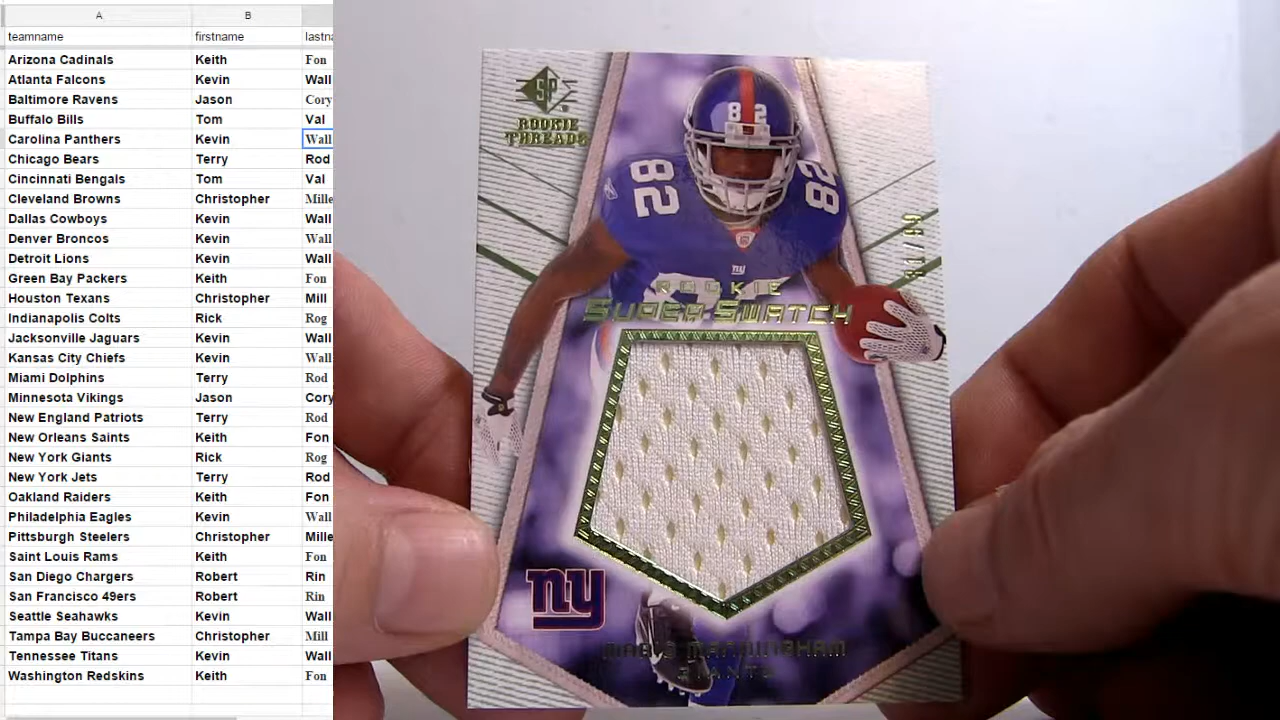 A B
teamname firstname lastn
Arizona Cadinals Keith Fon
Atlanta Falcons Kevin Wall
Baltimore Ravens Jason Cory
Buffalo Bills Tom Val
Carolina Panthers Kevin Wall
Chicago Bears Terry Rod
Cincinnati Bengals Tom Val
Cleveland Browns Christopher Mille
Dallas Cowboys Kevin Wall
Denver Broncos Kevin Wall
Detroit Lions Kevin Wall
Green Bay Packers Keith Fon
Houston Texans Christopher Mill
Indianapolis Colts Rick Rog
Jacksonville Jaguars Kevin Wall
Kansas City Chiefs Kevin Wall
Miami Dolphins Terry Rod
Minnesota Vikings Jason Cory
New England Patriots Terry Rod
New Orleans Saints Keith Fon
New York Giants Rick Rog
New York Jets Terry Rod
Oakland Raiders Keith Fon
Philadelphia Eagles Kevin Wall
Pittsburgh Steelers Christopher Mille
Saint Louis Rams Keith Fon
San Diego Chargers Robert Rin
San Francisco 49ers Robert Rin
Seattle Seahawks Kevin Wall
Tampa Bay Buccaneers Christopher Mill
Tennessee Titans Kevin Wall
Washington Redskins Keith Fon
SP
ROOKIE
THREADS
82
82 82
ny
ROOKIE
SUPER SWATCH
ny
MARIO MANNINGHAM
GIANTS